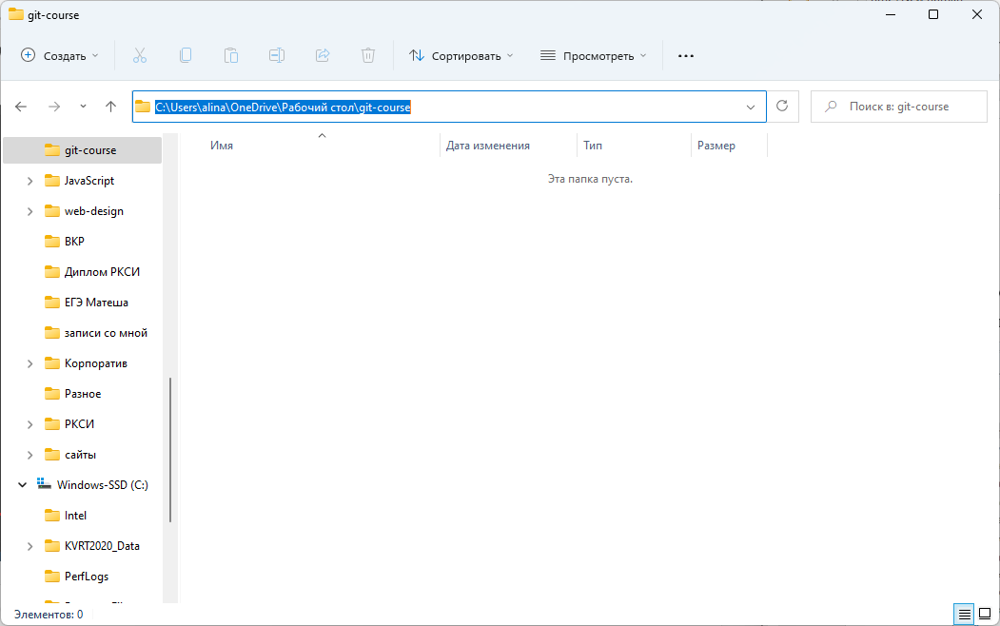 git-course
Создать
Сортировать
Просмотреть
C:\Users\alina\OneDrive\Рабочий стол\git-course
Поиск в: git-course
Имя
Дата изменения
Тип
Размер
Эта папка пуста.
git-course
JavaScript
web-design
ВКР
Диплом РКСИ
ЕГЭ Матеша
записи со мной
Корпоратив
Разное
РКСИ
сайты
Windows-SSD (C:)
Intel
KVRT2020_Data
PerfLogs
Элементов: 0